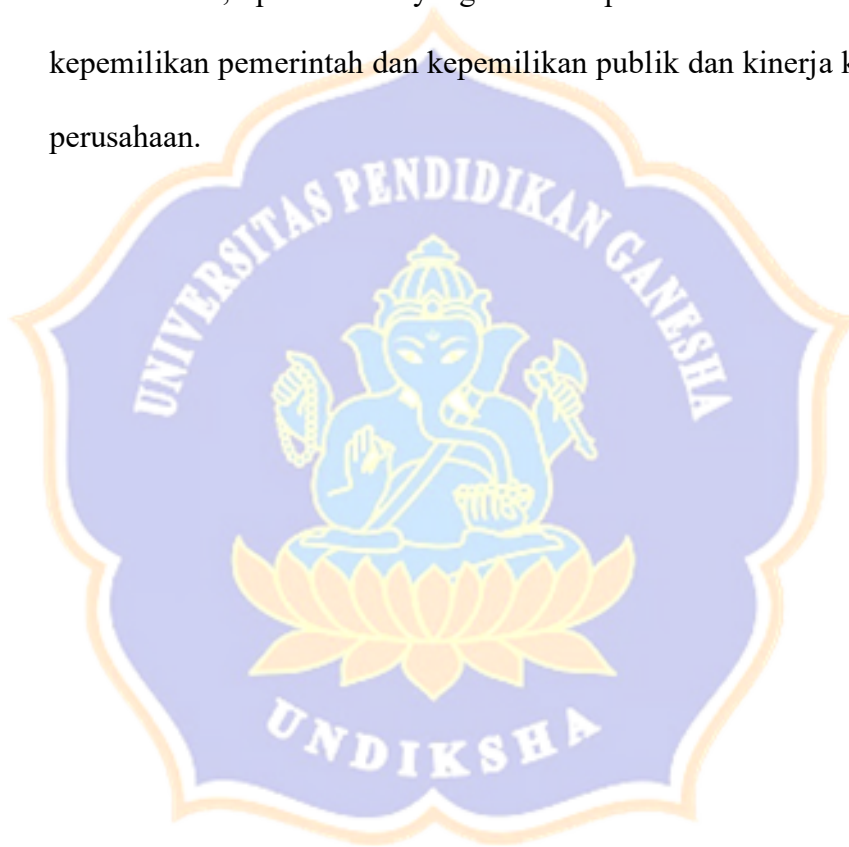 kepemilikan pemerintah dan kepemilikan publik dan kinerja
perusahaan.
UNIVERSITAS PENDIDIKAN GANESHA
UNDIKSHA